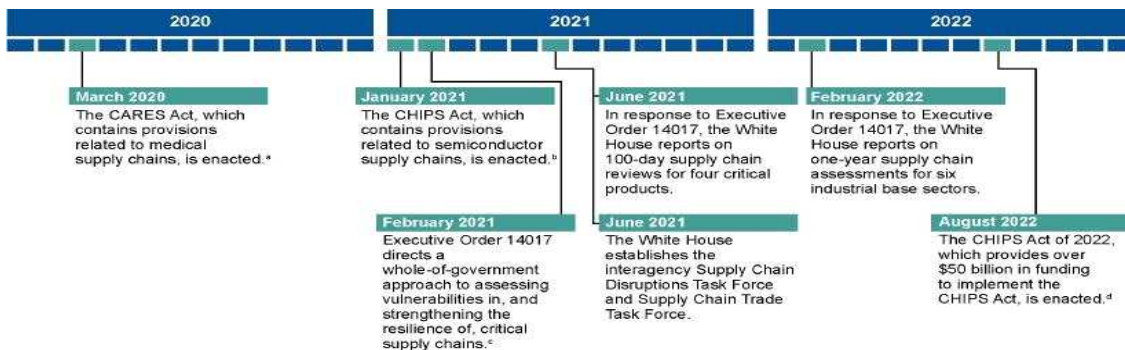 2020
2021
2022
March 2020
The CARES Act, which
contains provisions
related to medical
supply chains, is enacted.ᵃ
January 2021
The CHIPS Act, which
contains provisions
related to semiconductor
supply chains, is enacted.ᵇ
June 2021
In response to Executive
Order 14017, the White
House reports on
100-day supply chain
reviews for four critical
products.
February 2022
In response to Executive
Order 14017, the White
House reports on
one-year supply chain
assessments for six
industrial base sectors.
February 2021
Executive Order 14017
directs a
whole-of-government
approach to assessing
vulnerabilities in, and
strengthening the
resilience of, critical
supply chains.ᶜ
June 2021
The White House
establishes the
interagency Supply Chain
Disruptions Task Force
and Supply Chain Trade
Task Force.
August 2022
The CHIPS Act of 2022,
which provides over
$50 billion in funding
to implement the
CHIPS Act, is enacted.ᵈ